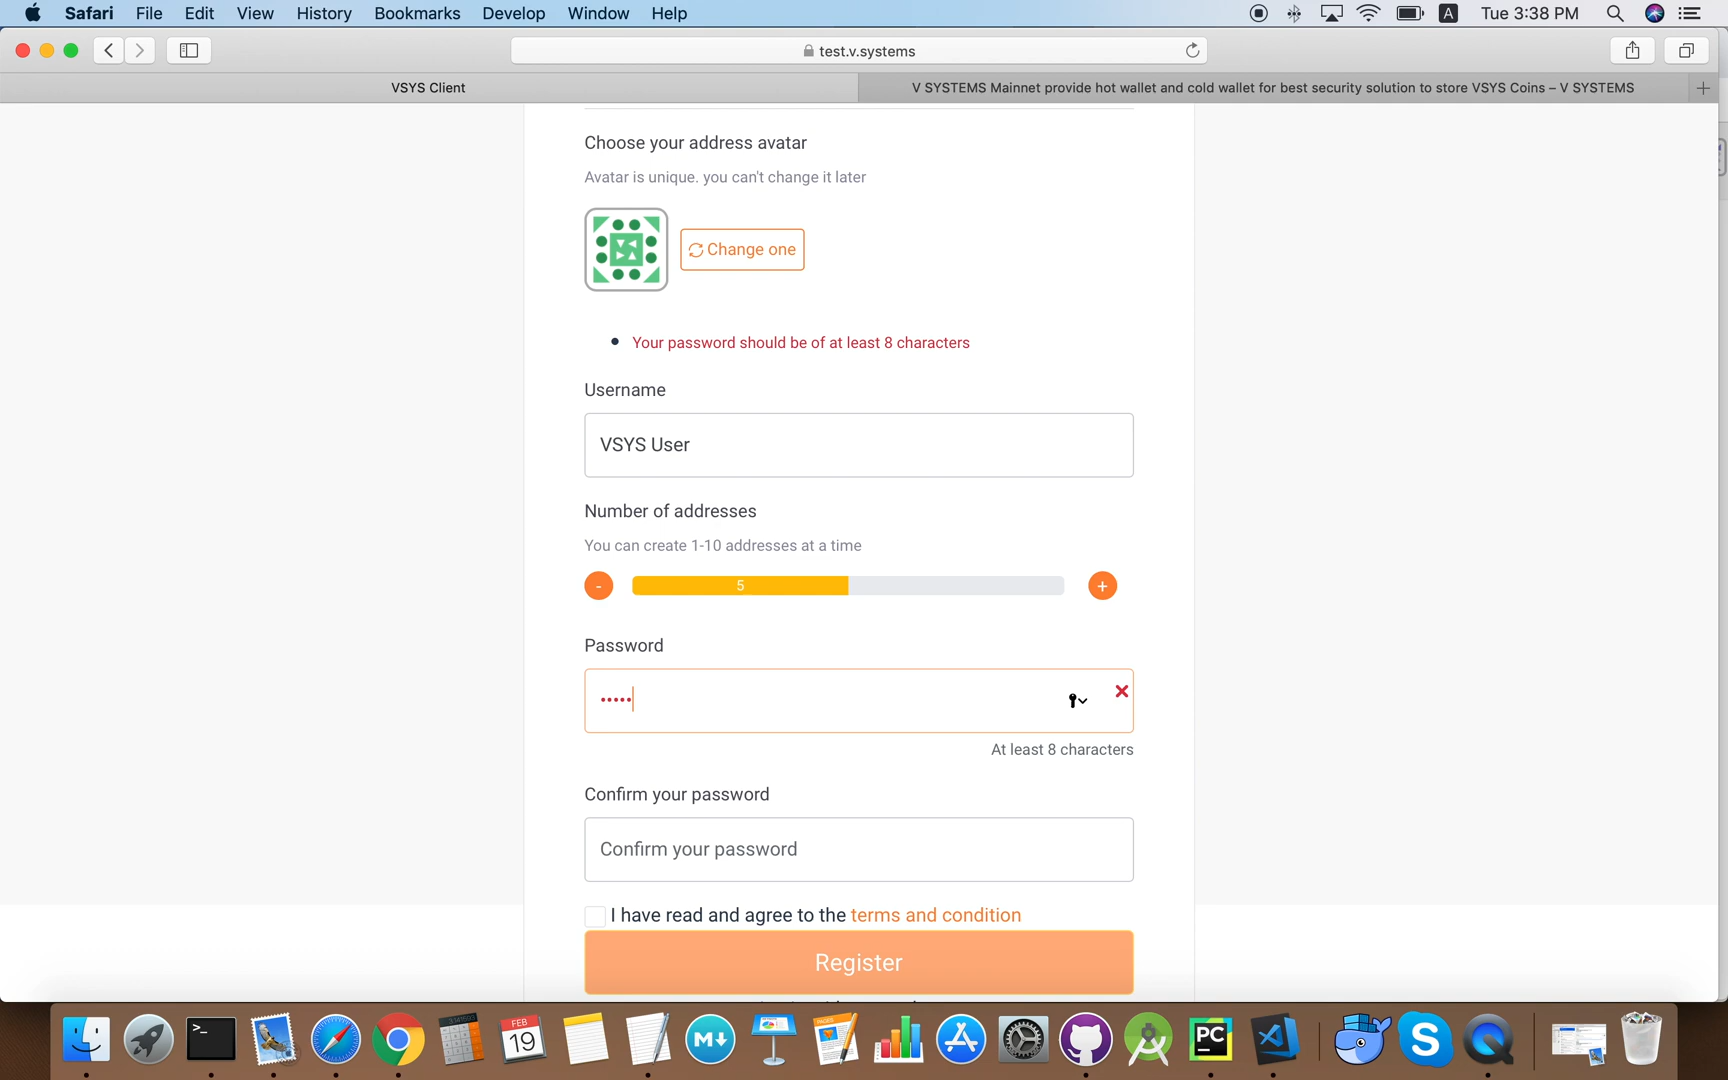 Safari File Edit View History Bookmarks Develop Window Help A Tue 3:38 PM
test.v.systems
VSYS Client
V SYSTEMS Mainnet provide hot wallet and cold wallet for best security solution to store VSYS Coins – V SYSTEMS
Choose your address avatar
Avatar is unique. you can't change it later
Change one
• Your password should be of at least 8 characters
Username
VSYS User
Number of addresses
You can create 1-10 addresses at a time
- 5 +
Password
•••••
At least 8 characters
Confirm your password
Confirm your password
I have read and agree to the terms and condition
Register
>_
FEB
19
M
PAGES
PC
S